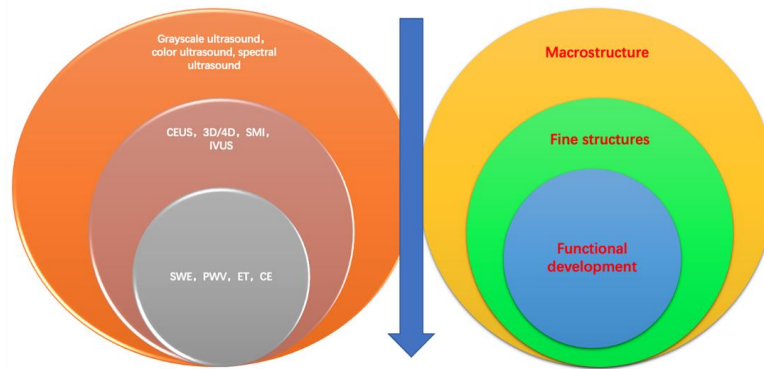 Grayscale ultrasound，
color ultrasound, spectral
ultrasound
CEUS，3D/4D，SMI，
IVUS
SWE，PWV，ET，CE
Macrostructure
Fine structures
Functional
development